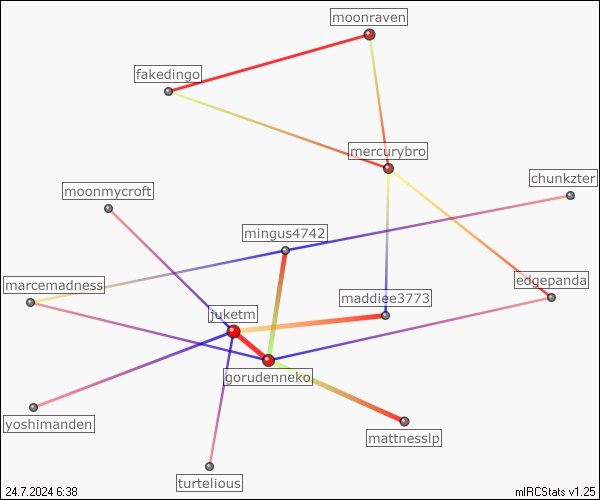 moonraven
fakedingo
mercurybro
chunkzter
moonmycroft
mingus4742
edgepanda
marcemadness
maddiee3773
juketm
gorudenneko
yoshimanden
mattnesslp
turtelious
24.7.2024 6:38
mIRCStats v1.25